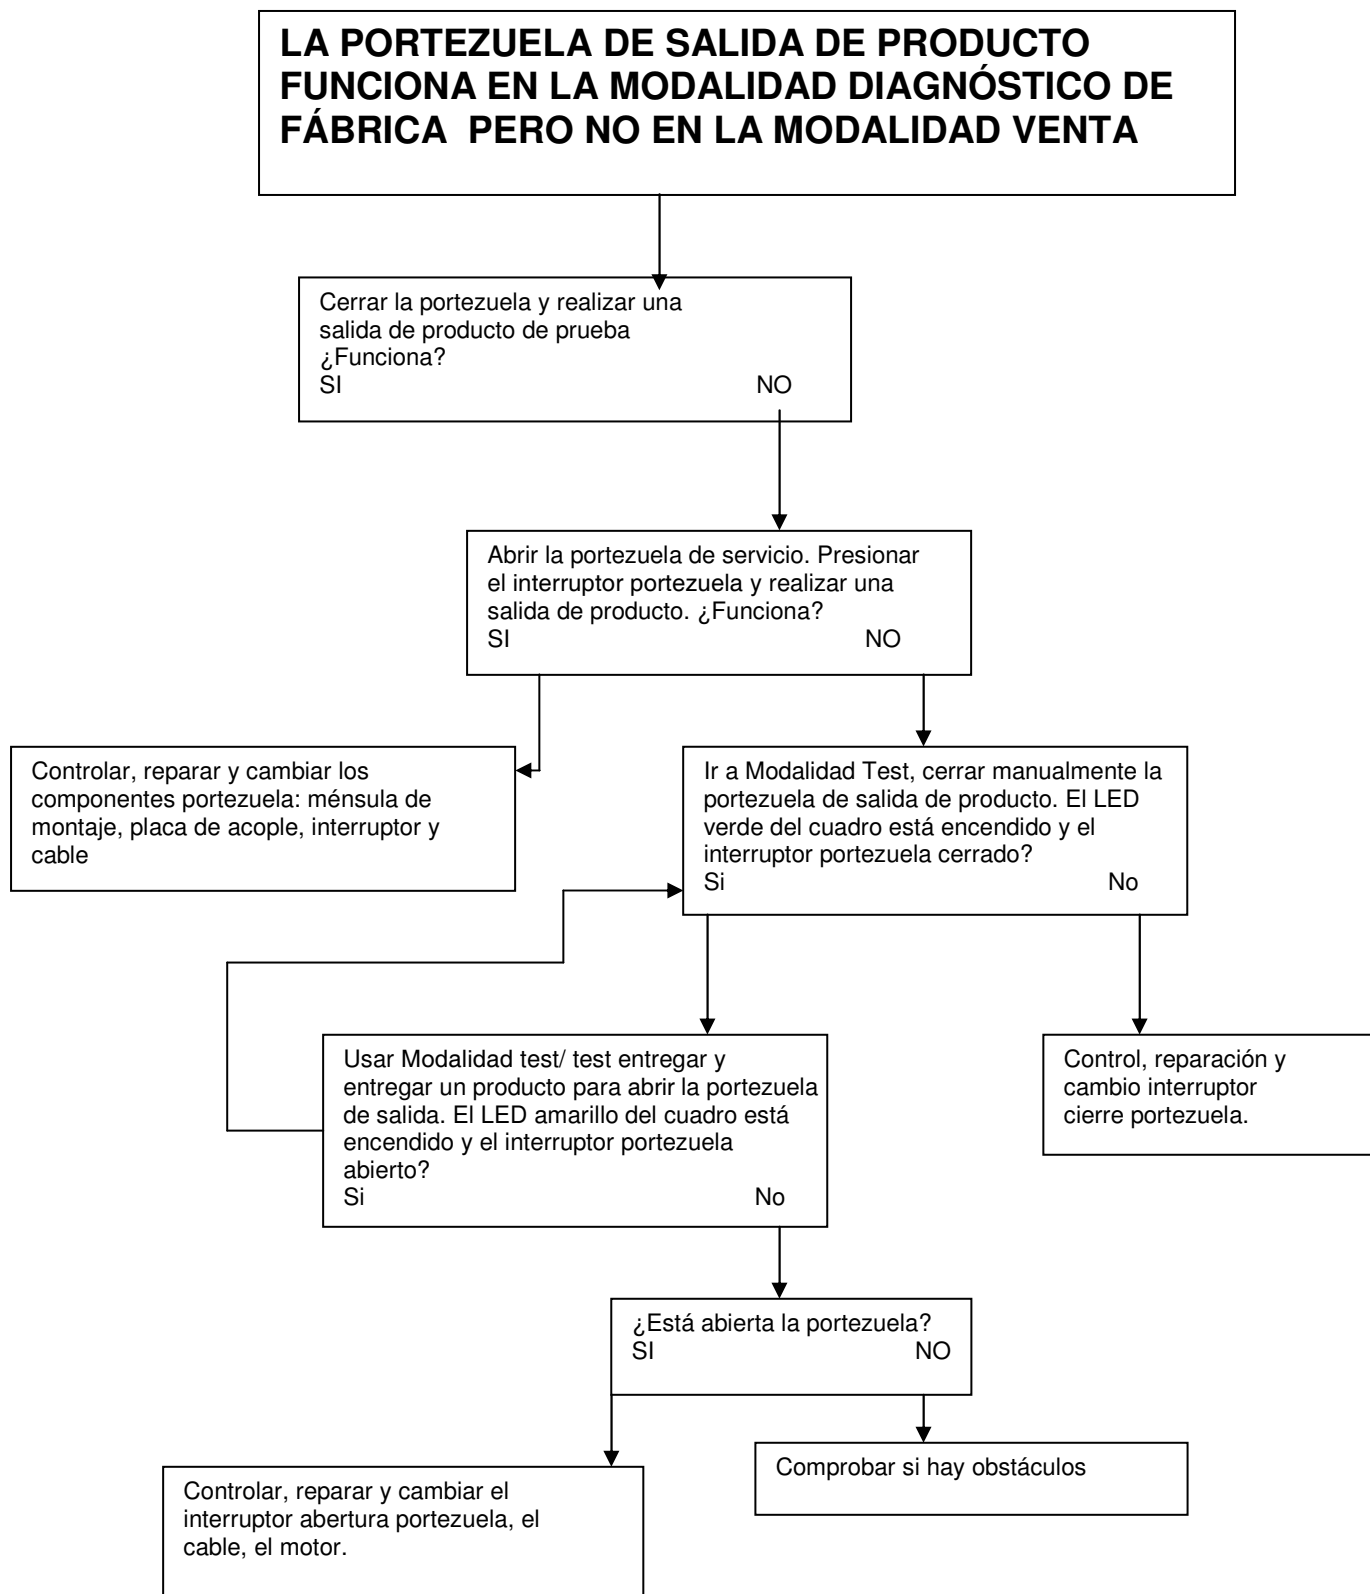 LA PORTEZUELA DE SALIDA DE PRODUCTO
FUNCIONA EN LA MODALIDAD DIAGNÓSTICO DE
FÁBRICA PERO NO EN LA MODALIDAD VENTA
Cerrar la portezuela y realizar una
salida de producto de prueba
¿Funciona?
SI NO
Abrir la portezuela de servicio. Presionar
el interruptor portezuela y realizar una
salida de producto. ¿Funciona?
SI NO
Controlar, reparar y cambiar los
componentes portezuela: ménsula de
montaje, placa de acople, interruptor y
cable
Ir a Modalidad Test, cerrar manualmente la
portezuela de salida de producto. El LED
verde del cuadro está encendido y el
interruptor portezuela cerrado?
Si No
Usar Modalidad test/ test entregar y
entregar un producto para abrir la portezuela
de salida. El LED amarillo del cuadro está
encendido y el interruptor portezuela
abierto?
Si No
Control, reparación y
cambio interruptor
cierre portezuela.
¿Está abierta la portezuela?
SI NO
Comprobar si hay obstáculos
Controlar, reparar y cambiar el
interruptor abertura portezuela, el
cable, el motor.